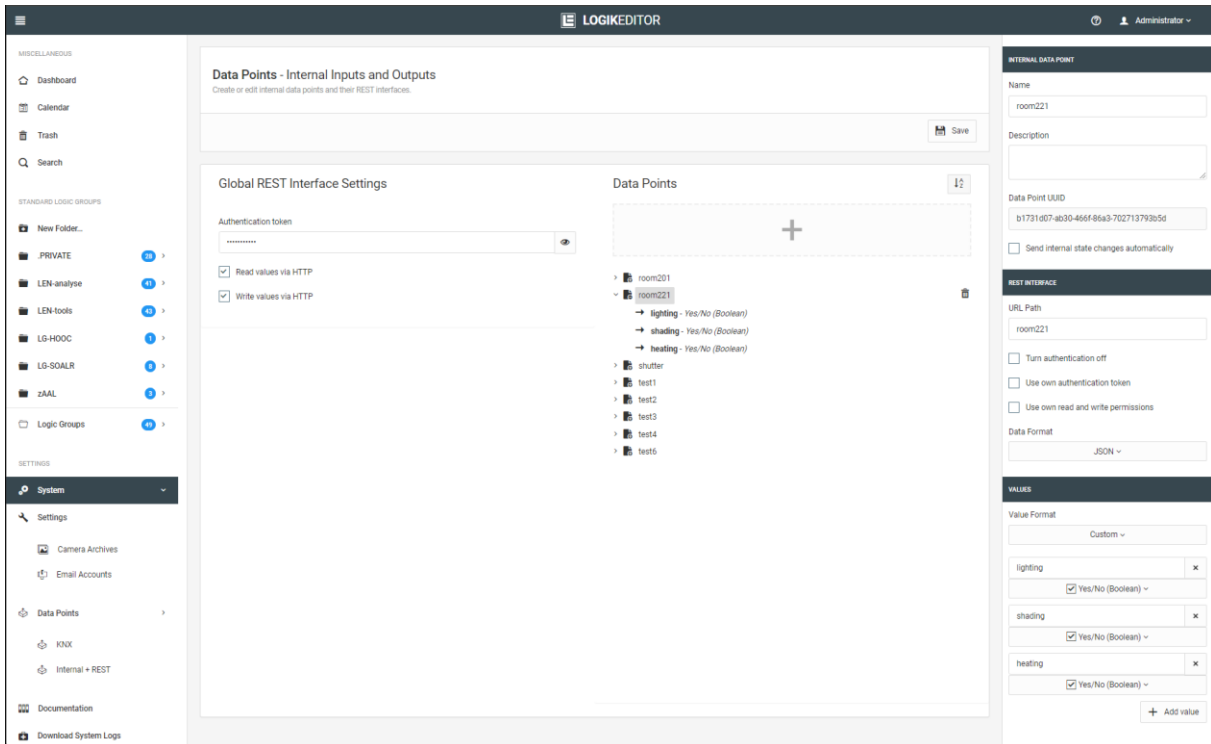 LOGIKEDITOR
Administrator
MISCELLANEOUS
Dashboard
Calendar
Trash
Search
STANDARD LOGIC GROUPS
New Folder...
.PRIVATE 28
LEN-analyse 41
LEN-tools 43
LG-HOOC 1
LG-SOALR 8
zAAL 3
Logic Groups 49
SETTINGS
System
Settings
Camera Archives
Email Accounts
Data Points
KNX
Internal + REST
Documentation
Download System Logs
Data Points - Internal Inputs and Outputs
Create or edit internal data points and their REST interfaces.
Save
Global REST Interface Settings
Authentication token
Read values via HTTP
Write values via HTTP
Data Points
room201
room221
lighting - Yes/No (Boolean)
shading - Yes/No (Boolean)
heating - Yes/No (Boolean)
shutter
test1
test2
test3
test4
test6
INTERNAL DATA POINT
Name
room221
Description
Data Point UUID
b1731d07-ab30-466f-86a3-702713793b5d
Send internal state changes automatically
REST INTERFACE
URL Path
room221
Turn authentication off
Use own authentication token
Use own read and write permissions
Data Format
JSON
VALUES
Value Format
Custom
lighting
Yes/No (Boolean)
shading
Yes/No (Boolean)
heating
Yes/No (Boolean)
Add value